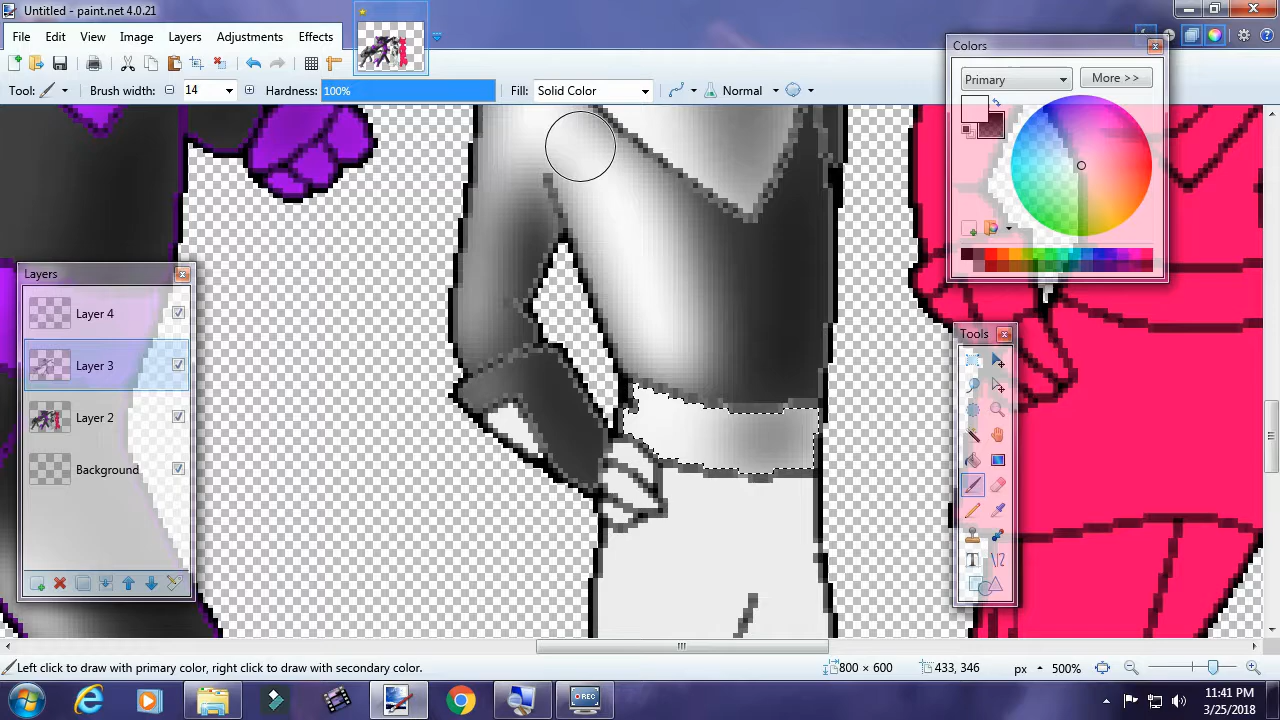 Untitled - paint.net 4.0.21
File Edit View Image Layers Adjustments Effects
Tool: Brush width: 14 Hardness: 100% Fill: Solid Color Normal
Colors
Primary More >>
Layers
Layer 4
Layer 3
Layer 2
Background
Tools
Left click to draw with primary color, right click to draw with secondary color. 800 × 600 433, 346 px 500%
REC
11:41 PM
3/25/2018